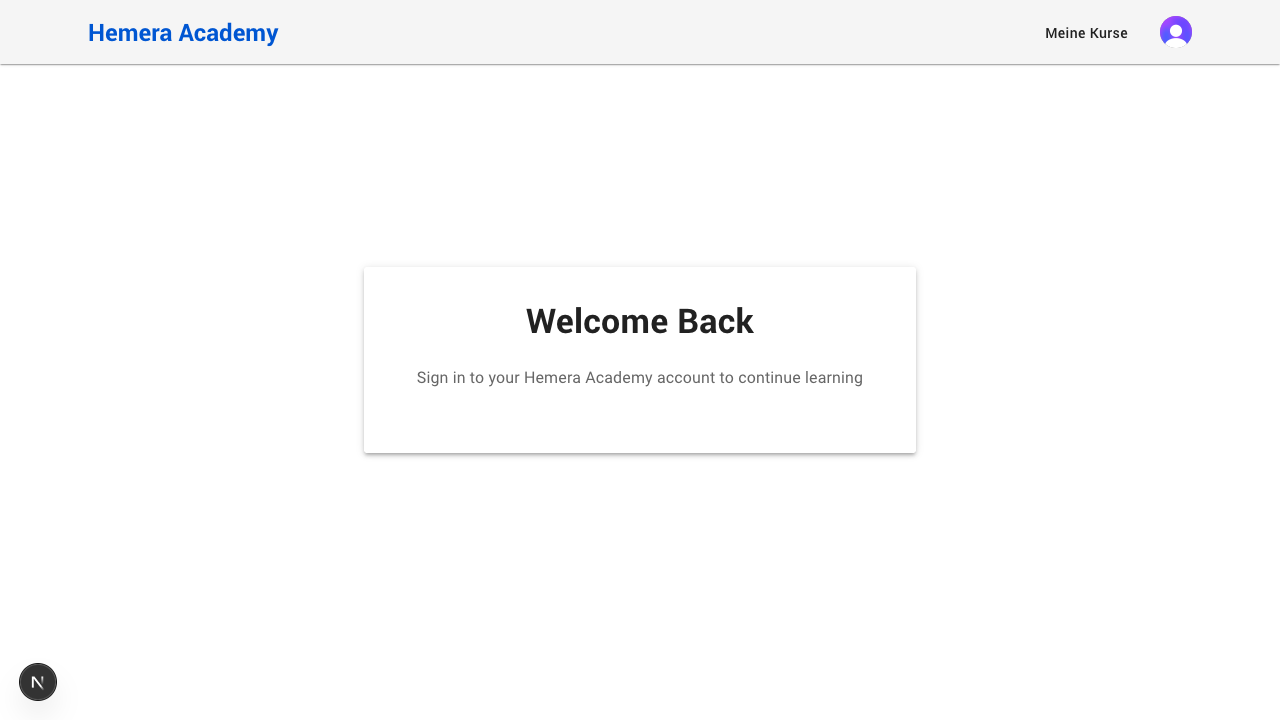 Hemera Academy
Meine Kurse
Welcome Back
Sign in to your Hemera Academy account to continue learning
N